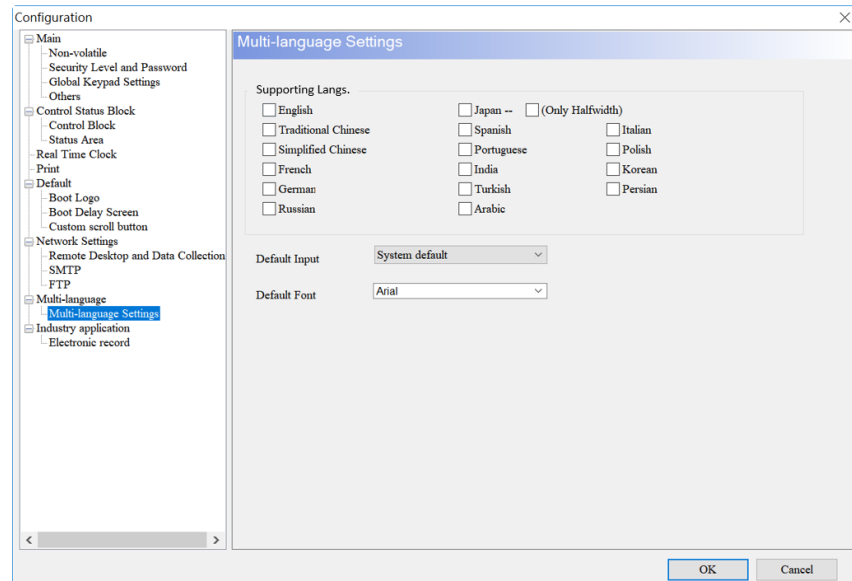 Configuration
Main
Non-volatile
Security Level and Password
Global Keypad Settings
Others
Control Status Block
Control Block
Status Area
Real Time Clock
Print
Default
Boot Logo
Boot Delay Screen
Custom scroll button
Network Settings
Remote Desktop and Data Collection
SMTP
FTP
Multi-language
Multi-language Settings
Industry application
Electronic record
Multi-language Settings
Supporting Langs.
English
Japan -- (Only Halfwidth)
Traditional Chinese
Spanish
Italian
Simplified Chinese
Portuguese
Polish
French
India
Korean
German
Turkish
Persian
Russian
Arabic
Default Input
System default
Default Font
Arial
OK
Cancel